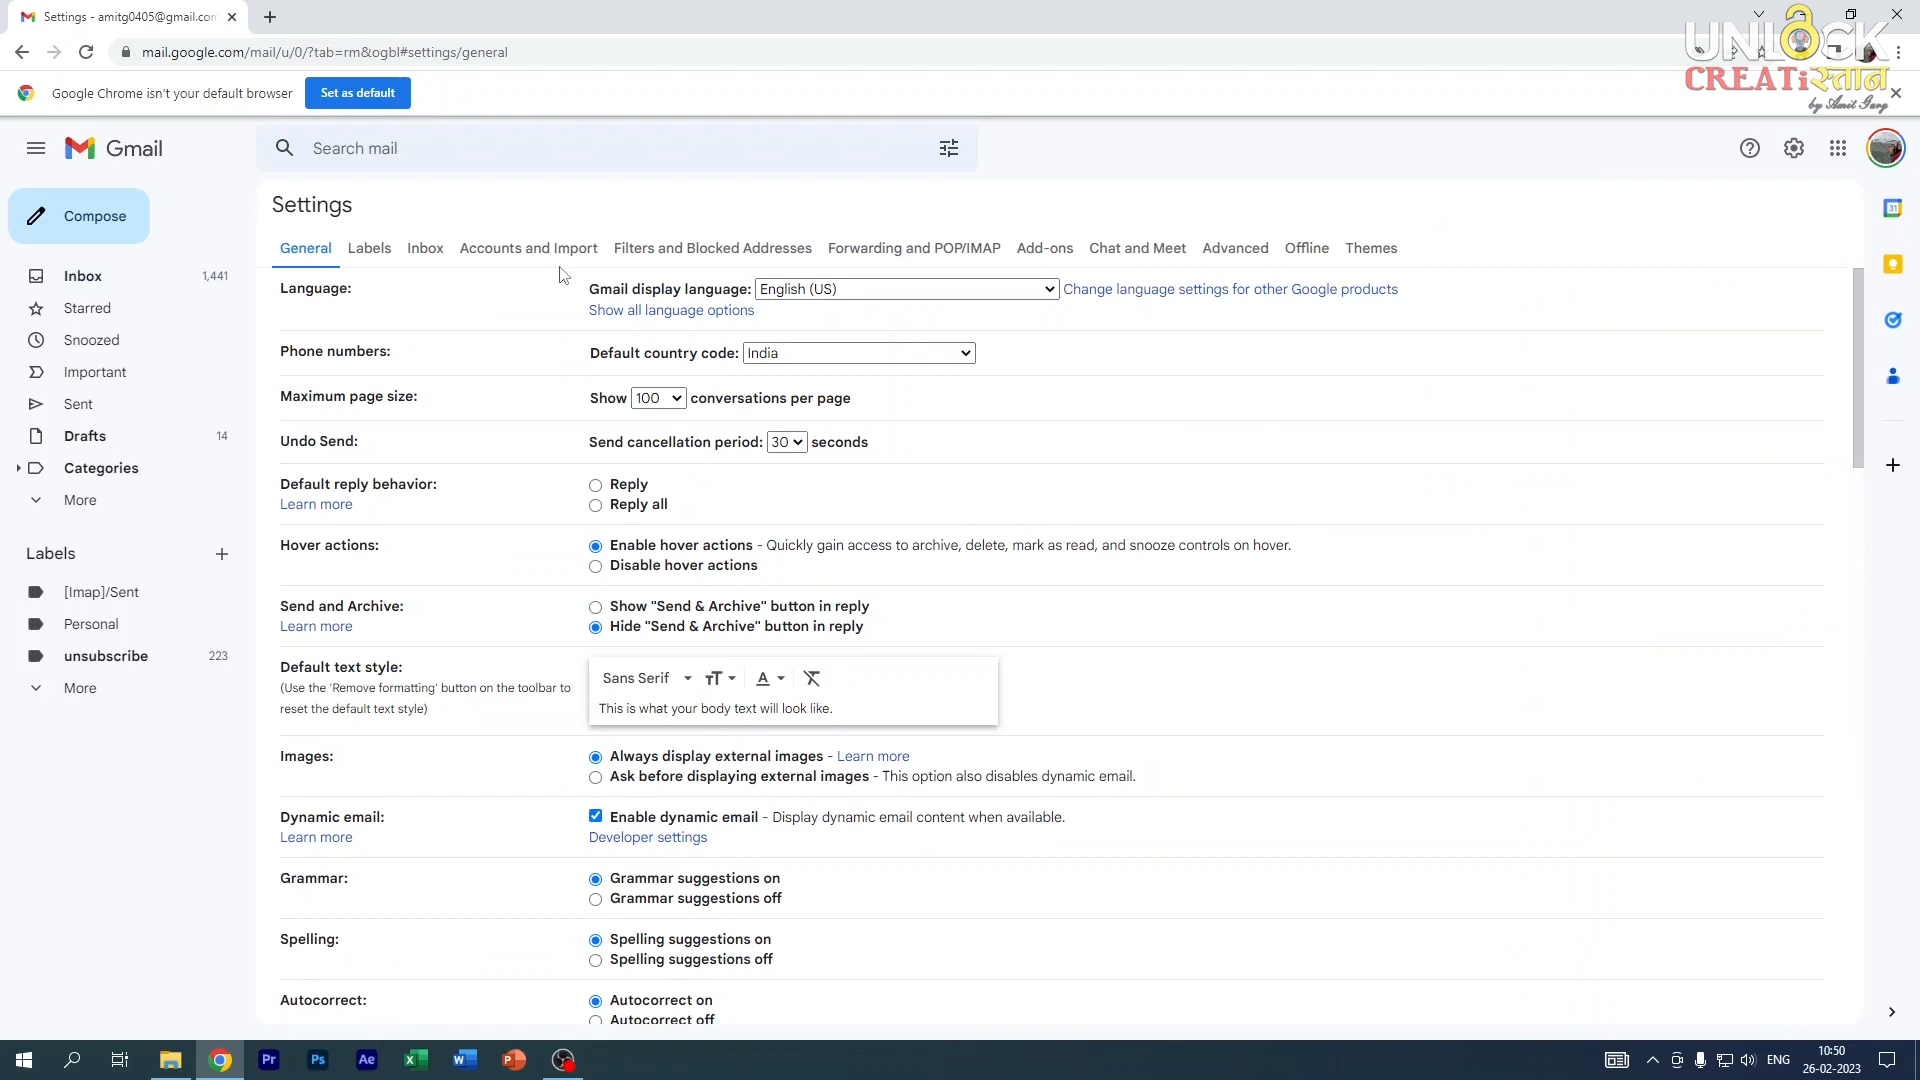 Settings - amitg0405@gmail.com
mail.google.com/mail/u/0/?tab=rm&ogbl#settings/general
UNLOCK
CREATiस्तान
by Amit Garg
Google Chrome isn't your default browser
Set as default
Gmail
Search mail
Compose
Inbox 1,441
Starred
Snoozed
Important
Sent
Drafts 14
Categories
More
Labels
[Imap]/Sent
Personal
unsubscribe 223
More
Settings
General Labels Inbox Accounts and Import Filters and Blocked Addresses Forwarding and POP/IMAP Add-ons Chat and Meet Advanced Offline Themes
Language: Gmail display language: English (US) Change language settings for other Google products
Show all language options
Phone numbers: Default country code: India
Maximum page size: Show 100 conversations per page
Undo Send: Send cancellation period: 30 seconds
Default reply behavior: Reply
Learn more Reply all
Hover actions: Enable hover actions - Quickly gain access to archive, delete, mark as read, and snooze controls on hover.
Disable hover actions
Send and Archive: Show "Send & Archive" button in reply
Learn more Hide "Send & Archive" button in reply
Default text style:
(Use the 'Remove formatting' button on the toolbar to
reset the default text style)
Sans Serif
This is what your body text will look like.
Images: Always display external images - Learn more
Ask before displaying external images - This option also disables dynamic email.
Dynamic email: Enable dynamic email - Display dynamic email content when available.
Learn more Developer settings
Grammar: Grammar suggestions on
Grammar suggestions off
Spelling: Spelling suggestions on
Spelling suggestions off
Autocorrect: Autocorrect on
Autocorrect off
31
Pr Ps Ae
ENG
10:50
26-02-2023